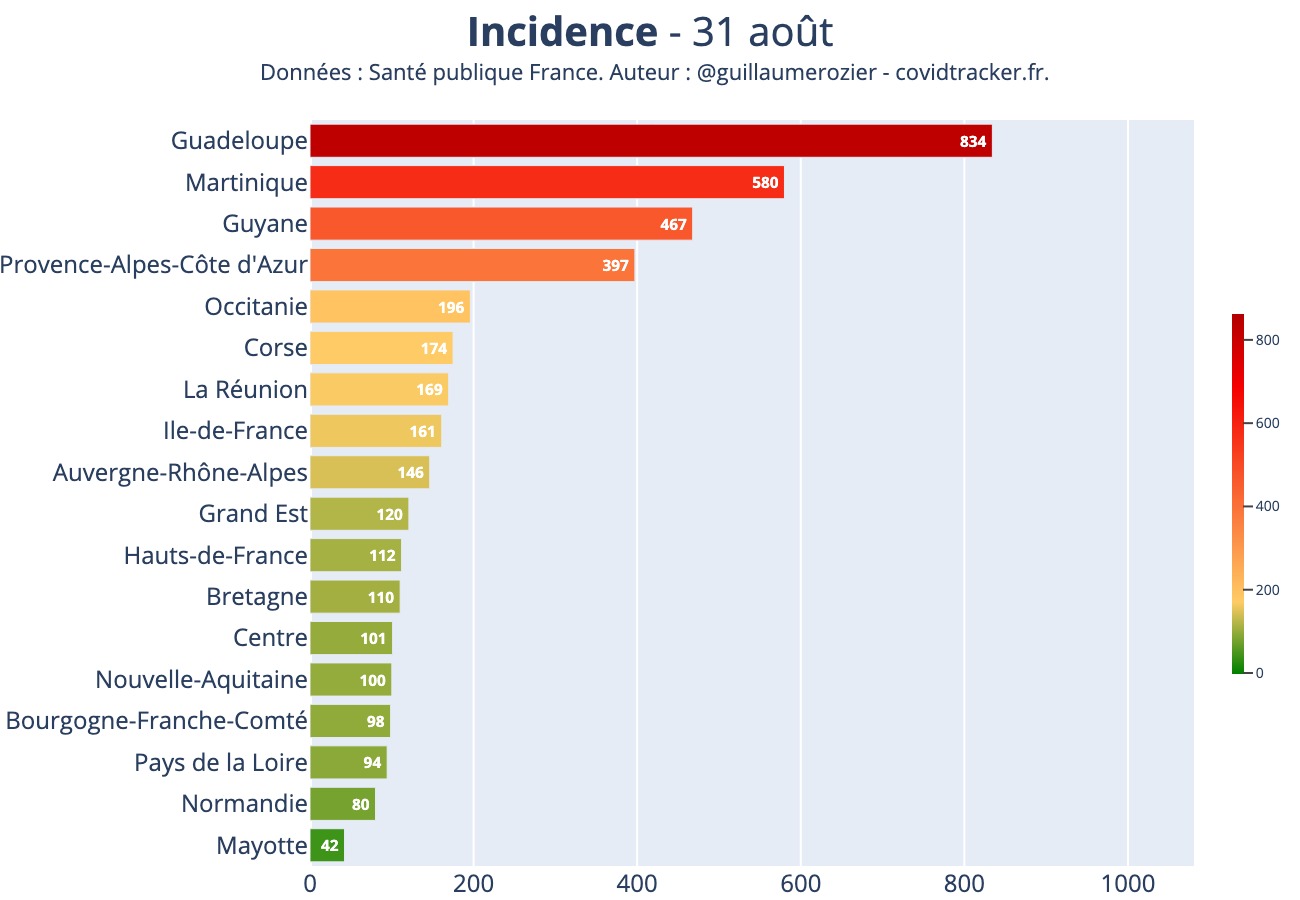 Incidence - 31 août
Données : Santé publique France. Auteur : @guillaumerozier - covidtracker.fr.
Guadeloupe 834
Martinique 580
Guyane 467
Provence-Alpes-Côte d'Azur 397
Occitanie 196
Corse 174
La Réunion 169
Ile-de-France 161
Auvergne-Rhône-Alpes 146
Grand Est 120
Hauts-de-France 112
Bretagne 110
Centre 101
Nouvelle-Aquitaine 100
Bourgogne-Franche-Comté 98
Pays de la Loire 94
Normandie 80
Mayotte 42
0 200 400 600 800 1000
800
600
400
200
0